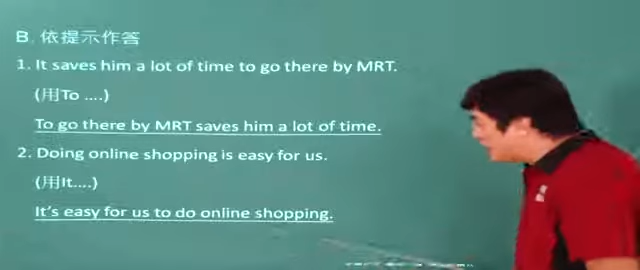 B. 依提示作答
1. It saves him a lot of time to go there by MRT.
(用To ....)
To go there by MRT saves him a lot of time.
2. Doing online shopping is easy for us.
(用It....)
It's easy for us to do online shopping.